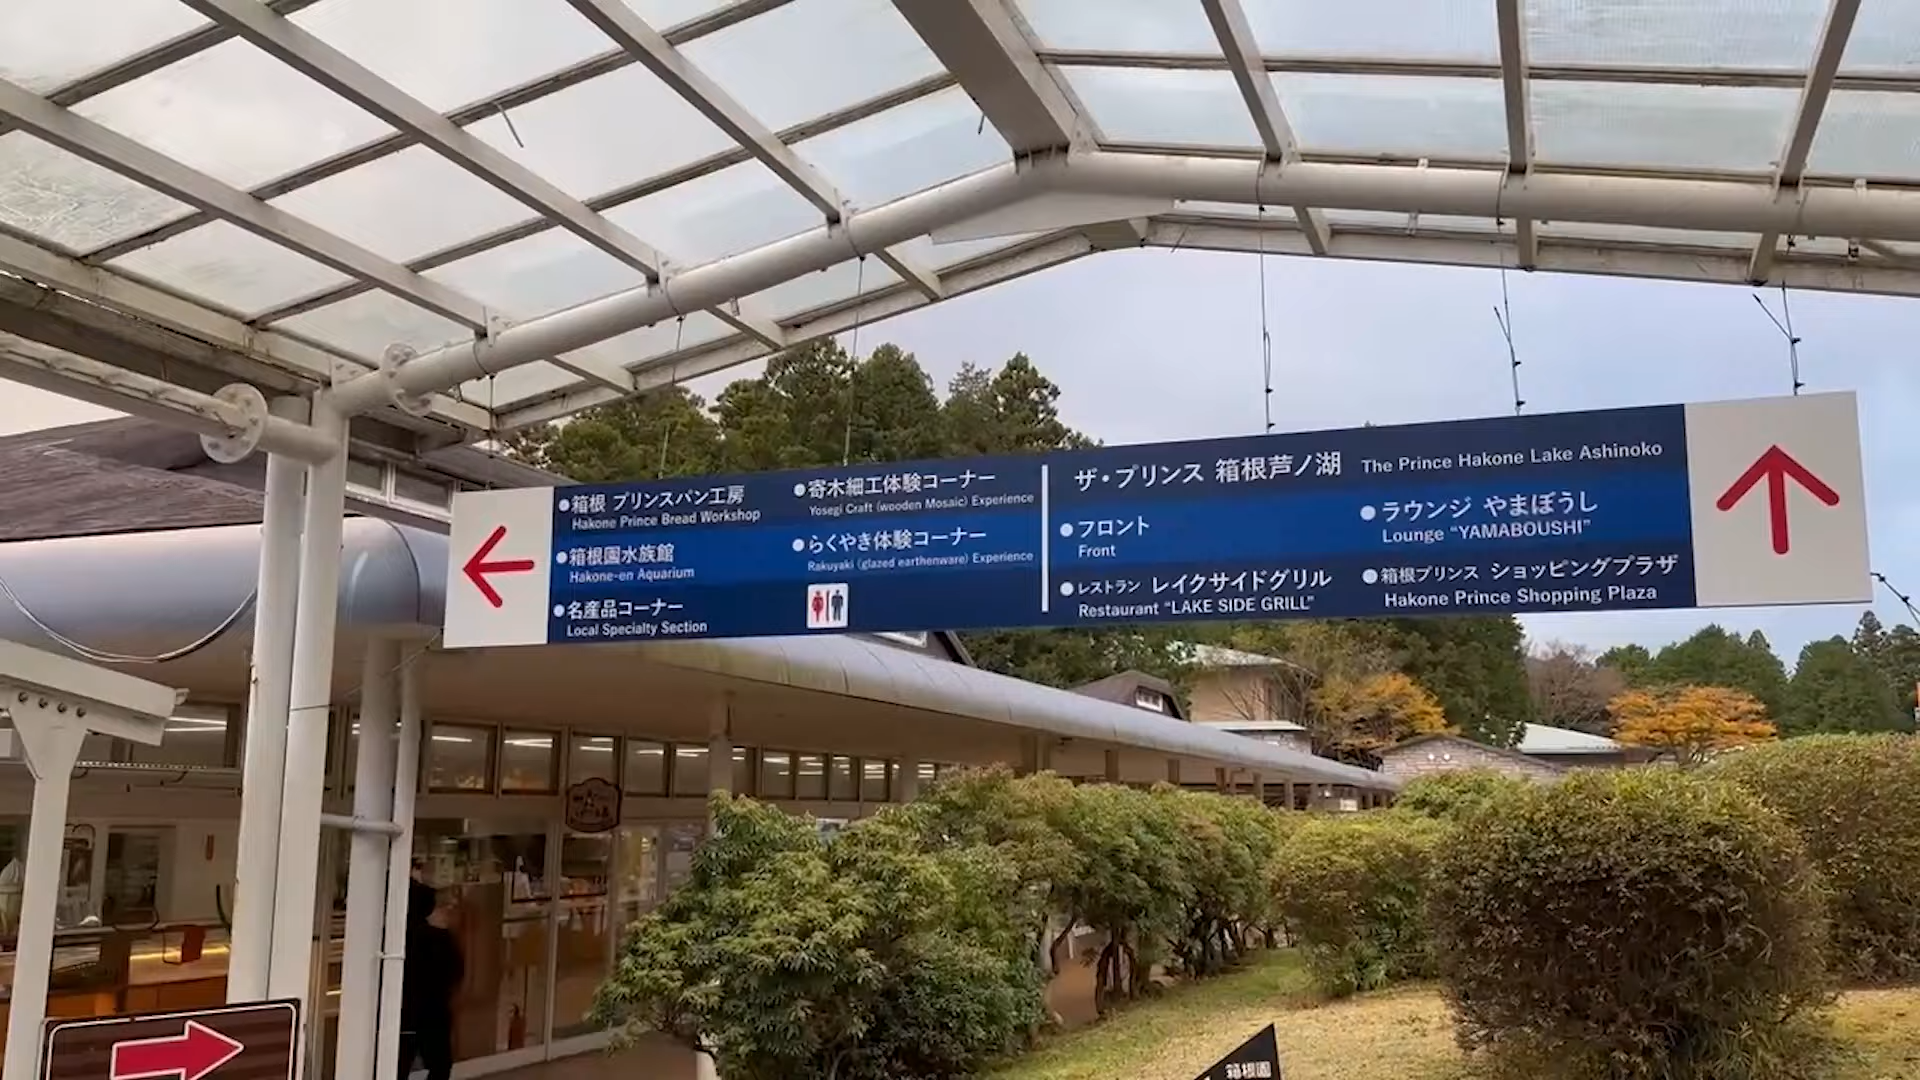 箱根 プリンスパン工房
Hakone Prince Bread Workshop
箱根園水族館
Hakone-en Aquarium
名産品コーナー
Local Specialty Section
寄木細工体験コーナー
Yosegi Craft (wooden Mosaic) Experience
らくやき体験コーナー
Rakuyaki (glazed earthenware) Experience
ザ・プリンス 箱根芦ノ湖 The Prince Hakone Lake Ashinoko
フロント
Front
レストラン レイクサイドグリル
Restaurant “LAKE SIDE GRILL”
ラウンジ やまぼうし
Lounge “YAMABOUSHI”
箱根プリンス ショッピングプラザ
Hakone Prince Shopping Plaza
箱根園